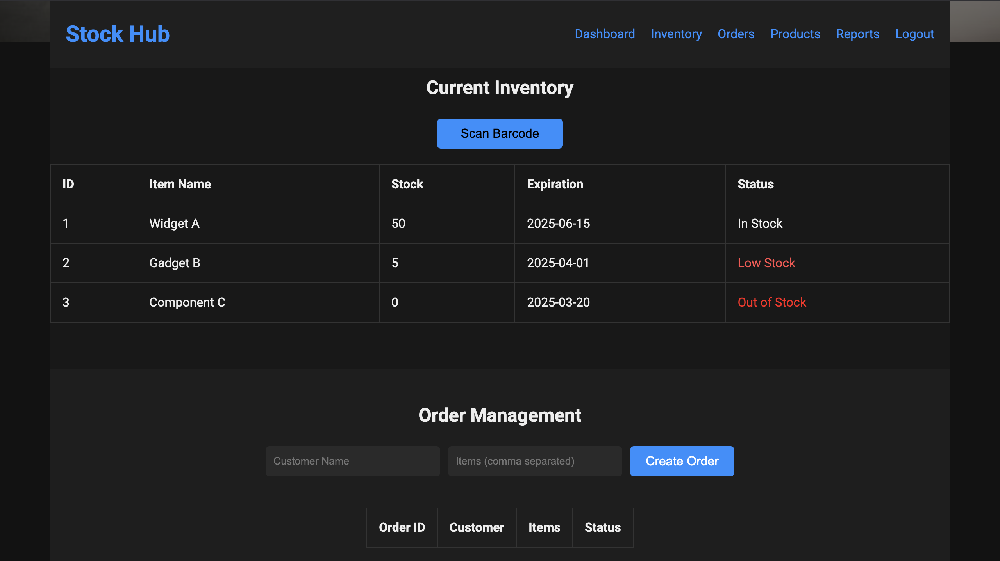 Stock Hub Dashboard Inventory Orders Products Reports Logout
Current Inventory
Scan Barcode
ID Item Name Stock Expiration Status
1 Widget A 50 2025-06-15 In Stock
2 Gadget B 5 2025-04-01 Low Stock
3 Component C 0 2025-03-20 Out of Stock
Order Management
Customer Name Items (comma separated) Create Order
Order ID Customer Items Status